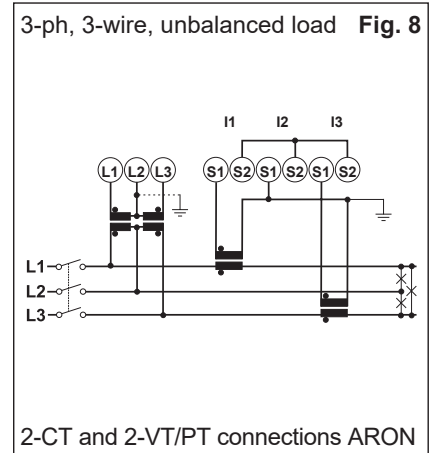 3-ph, 3-wire, unbalanced load Fig. 8
I1 I2 I3
L1 L2 L3 S1 S2 S1 S2 S1 S2
L1
L2
L3
2-CT and 2-VT/PT connections ARON